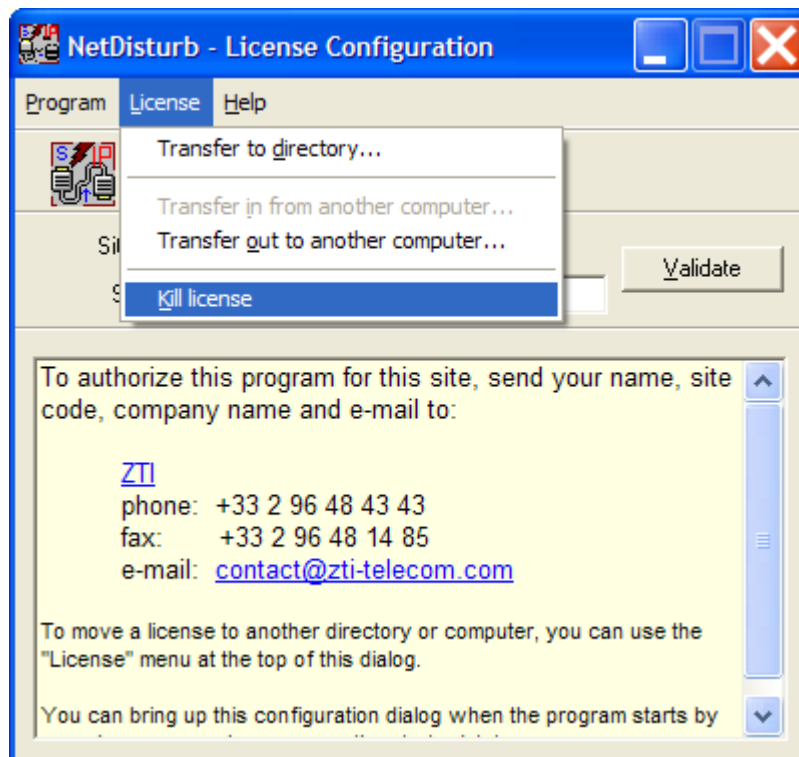 NetDisturb - License Configuration
Program License Help
Transfer to directory...
Transfer in from another computer...
Transfer out to another computer...
Kill license
Validate
To authorize this program for this site, send your name, site
code, company name and e-mail to:
ZTI
phone: +33 2 96 48 43 43
fax: +33 2 96 48 14 85
e-mail: contact@zti-telecom.com
To move a license to another directory or computer, you can use the
"License" menu at the top of this dialog.
You can bring up this configuration dialog when the program starts by